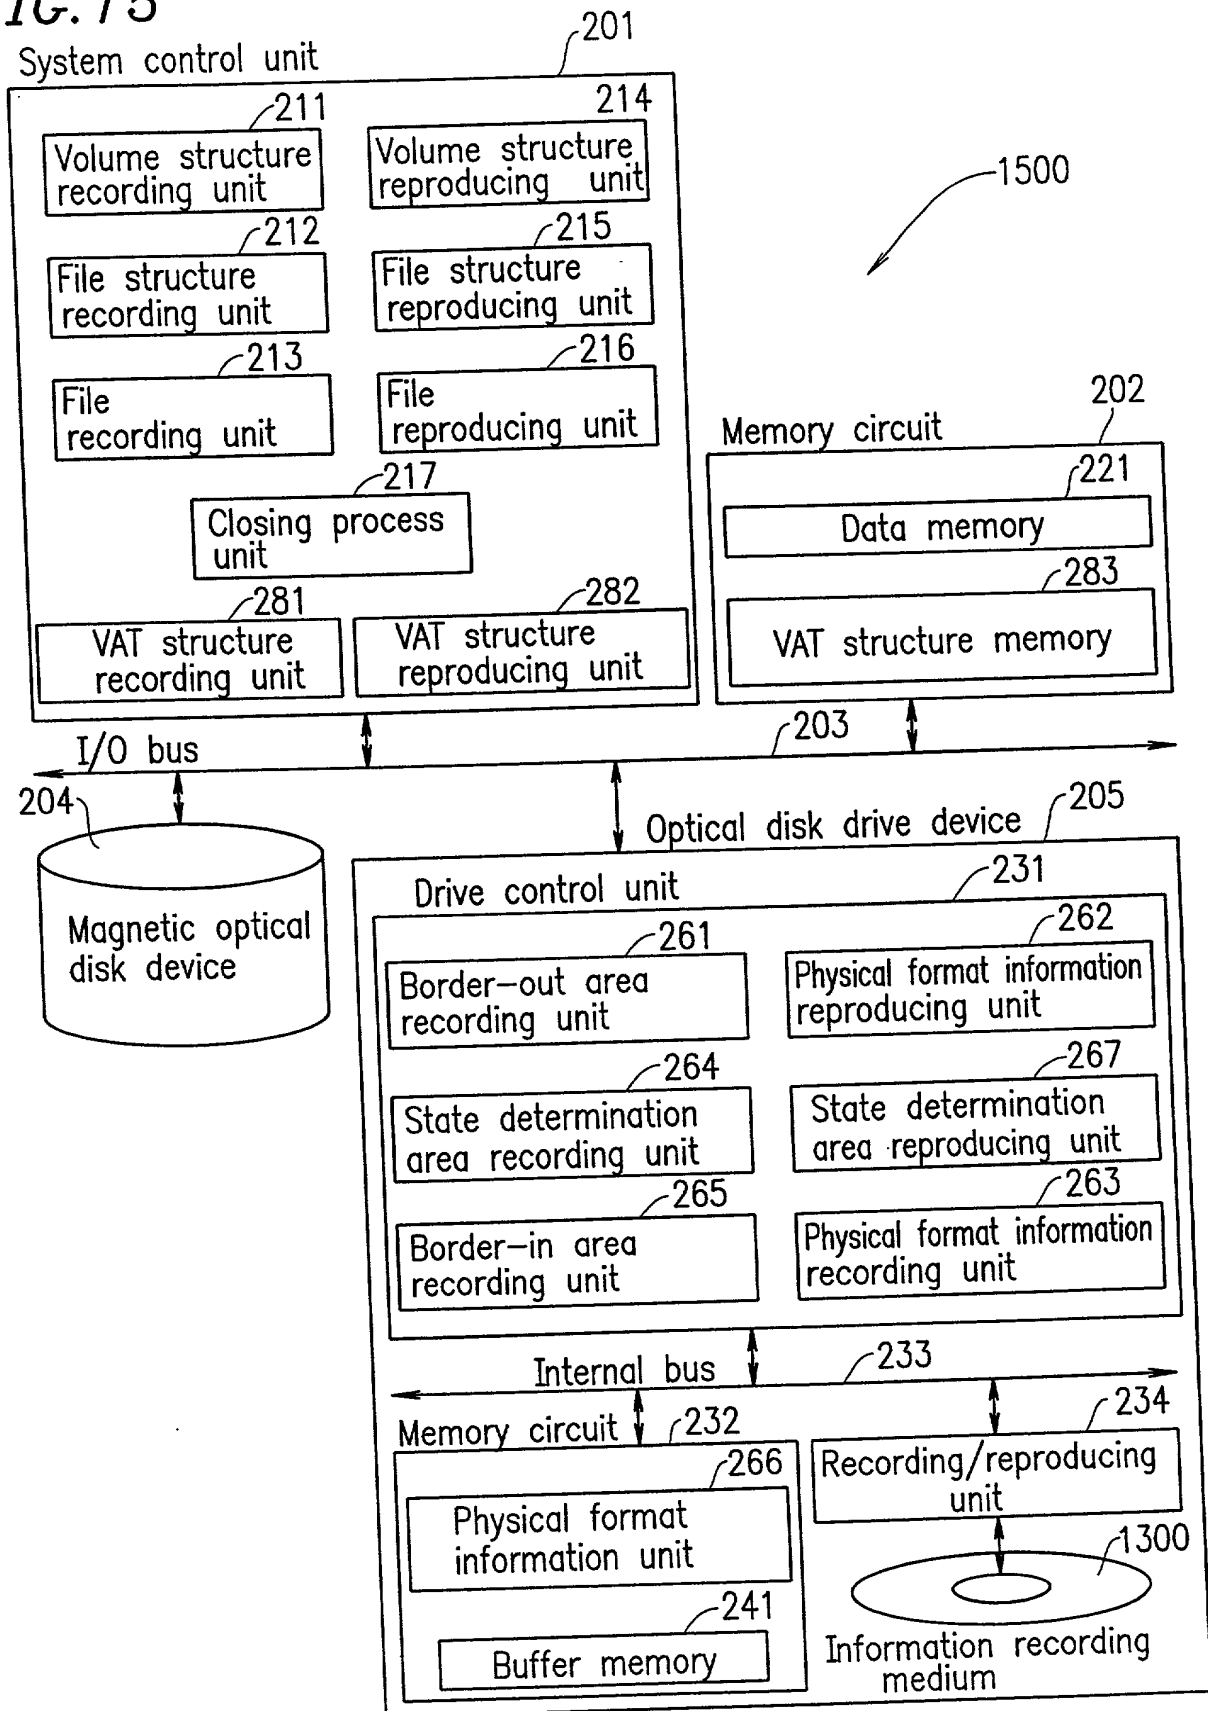 IG. 15
201
System control unit
211
214
Volume structure
recording unit
Volume structure
reproducing unit
1500
212
215
File structure
recording unit
File structure
reproducing unit
213
216
File
recording unit
File
reproducing unit
202
Memory circuit
217
221
Closing process
unit
Data memory
281
282
283
VAT structure
recording unit
VAT structure
reproducing unit
VAT structure memory
I/O bus
203
204
205
Optical disk drive device
Magnetic optical
disk device
Drive control unit
231
261
262
Border-out area
recording unit
Physical format information
reproducing unit
264
267
State determination
area recording unit
State determination
area reproducing unit
265
263
Border-in area
recording unit
Physical format information
recording unit
Internal bus
233
Memory circuit
232
234
266
Recording/reproducing
unit
Physical format
information unit
1300
241
Buffer memory
Information recording
medium